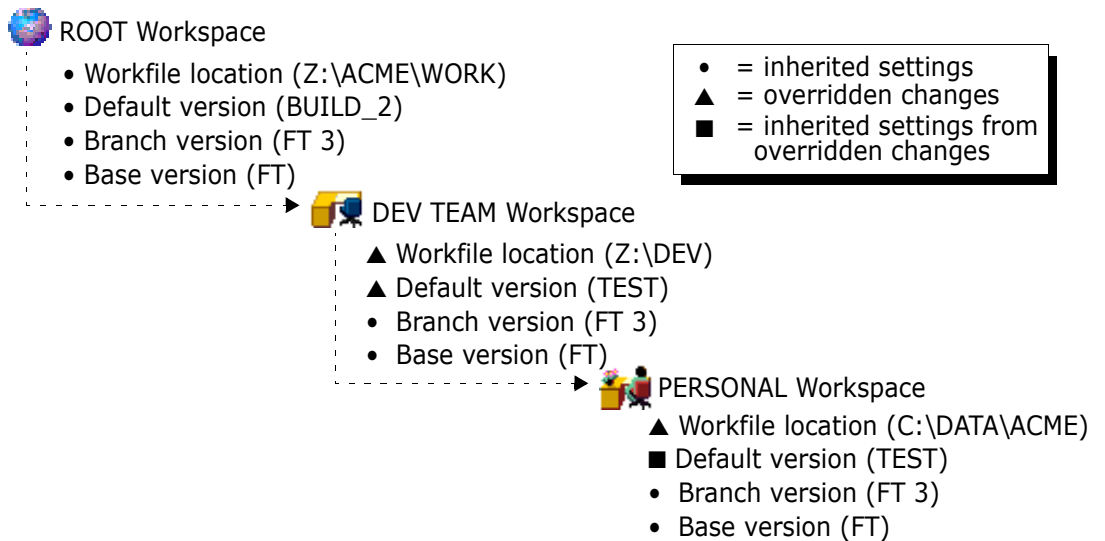 ROOT Workspace
• Workfile location (Z:\ACME\WORK)
• Default version (BUILD_2)
• Branch version (FT 3)
• Base version (FT)
• = inherited settings
▲ = overridden changes
■ = inherited settings from
overridden changes
DEV TEAM Workspace
▲ Workfile location (Z:\DEV)
▲ Default version (TEST)
• Branch version (FT 3)
• Base version (FT)
PERSONAL Workspace
▲ Workfile location (C:\DATA\ACME)
■ Default version (TEST)
• Branch version (FT 3)
• Base version (FT)